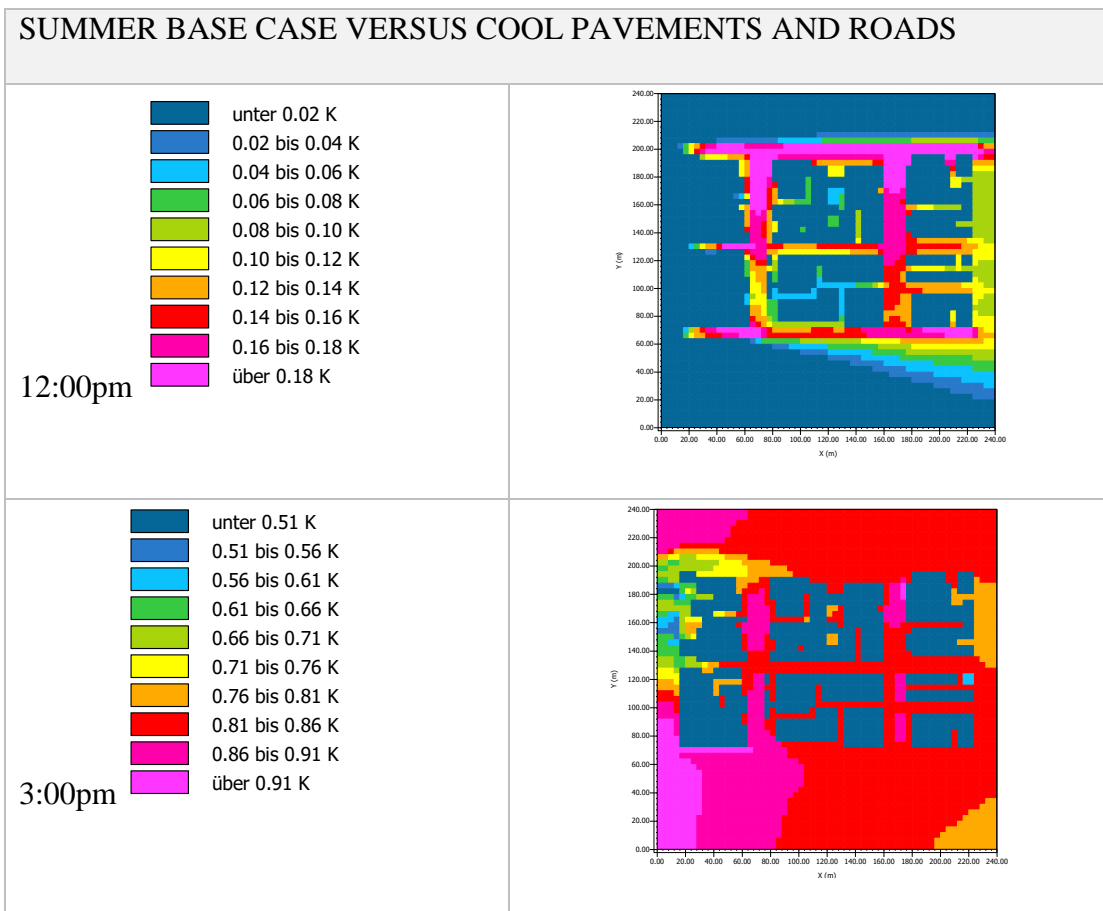 SUMMER BASE CASE VERSUS COOL PAVEMENTS AND ROADS
unter 0.02 K
0.02 bis 0.04 K
0.04 bis 0.06 K
0.06 bis 0.08 K
0.08 bis 0.10 K
0.10 bis 0.12 K
0.12 bis 0.14 K
0.14 bis 0.16 K
0.16 bis 0.18 K
über 0.18 K
12:00pm
240.00
220.00
200.00
180.00
160.00
140.00
120.00
100.00
80.00
60.00
40.00
20.00
0.00
Y (m)
0.00 20.00 40.00 60.00 80.00 100.00 120.00 140.00 160.00 180.00 200.00 220.00 240.00
X (m)
unter 0.51 K
0.51 bis 0.56 K
0.56 bis 0.61 K
0.61 bis 0.66 K
0.66 bis 0.71 K
0.71 bis 0.76 K
0.76 bis 0.81 K
0.81 bis 0.86 K
0.86 bis 0.91 K
über 0.91 K
3:00pm
240.00
220.00
200.00
180.00
160.00
140.00
120.00
100.00
80.00
60.00
40.00
20.00
0.00
Y (m)
0.00 20.00 40.00 60.00 80.00 100.00 120.00 140.00 160.00 180.00 200.00 220.00 240.00
X (m)